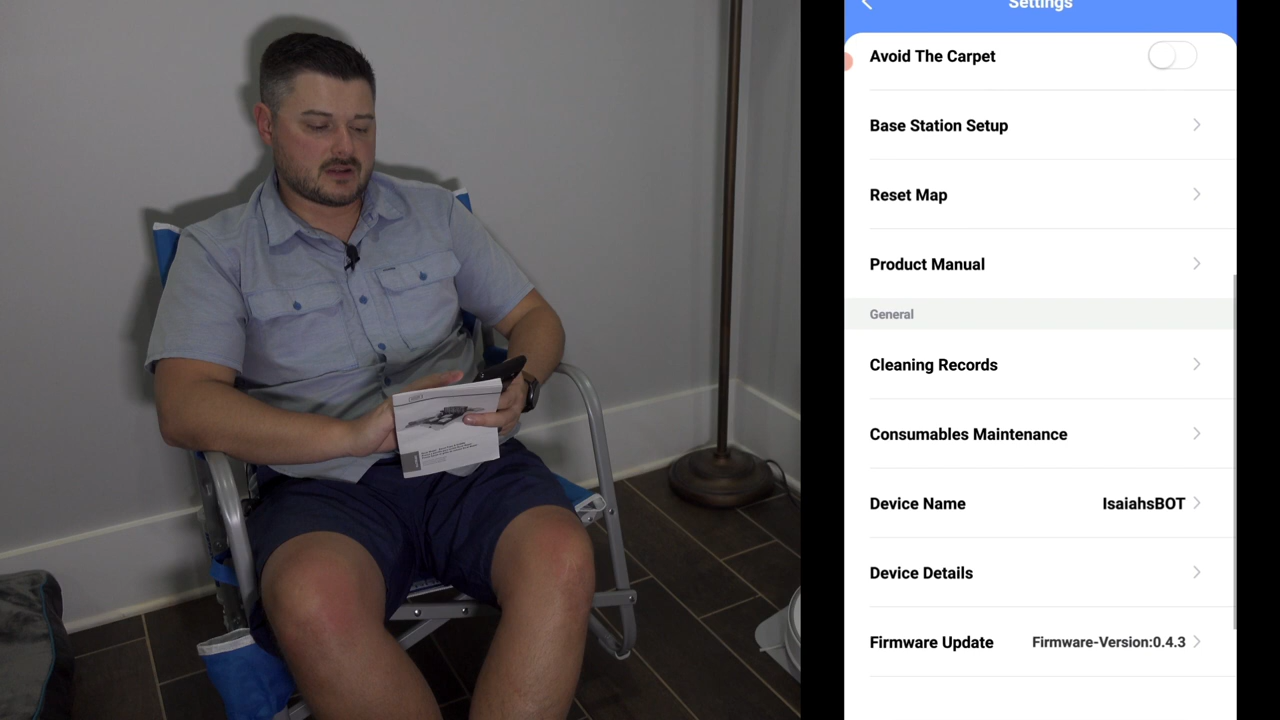 Settings
Avoid The Carpet
Base Station Setup
Reset Map
Product Manual
General
Cleaning Records
Consumables Maintenance
Device Name IsaiahsBOT
Device Details
Firmware Update Firmware-Version:0.4.3